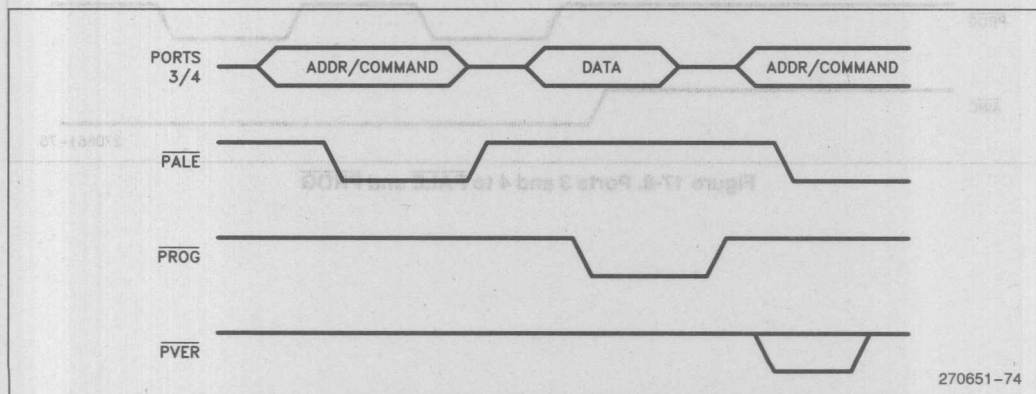 PORTS
3/4
ADDR/COMMAND
DATA
ADDR/COMMAND
PALE
PROG
PVER
270651-74